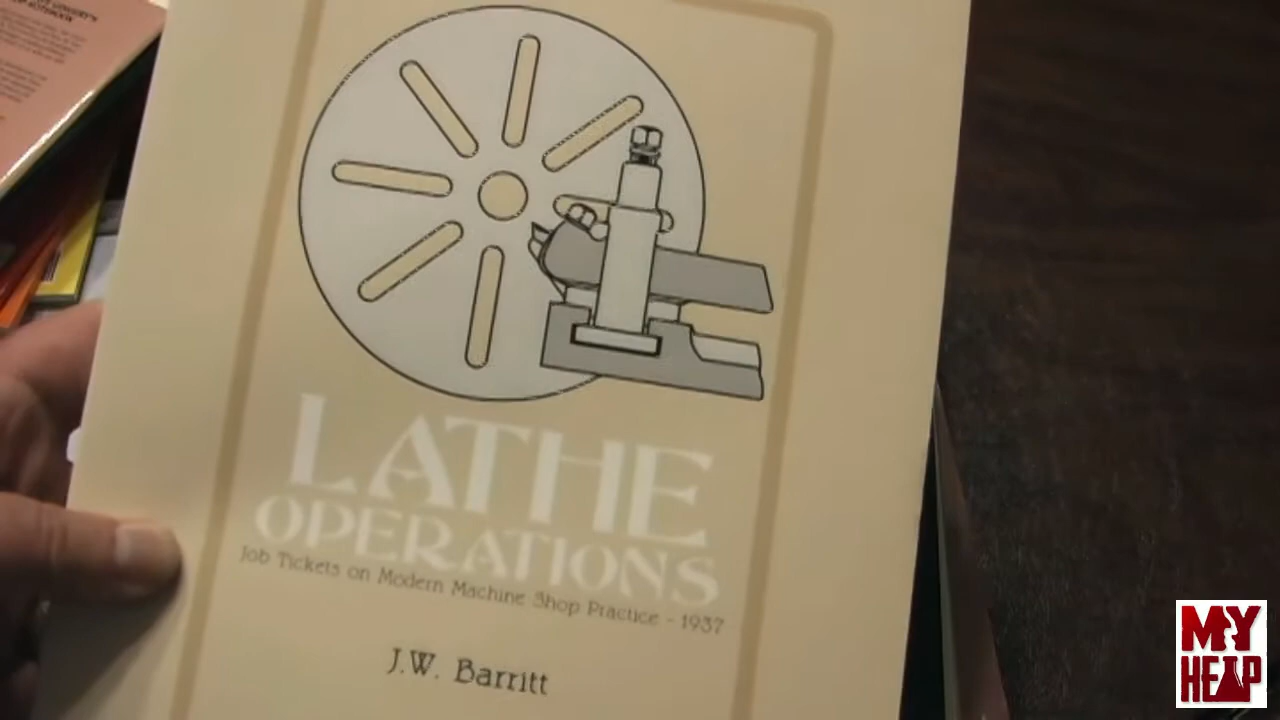 LATHE
OPERATIONS
Job Tickets on Modern Machine Shop Practice - 1937
J.W. Barritt
MY
HEAP